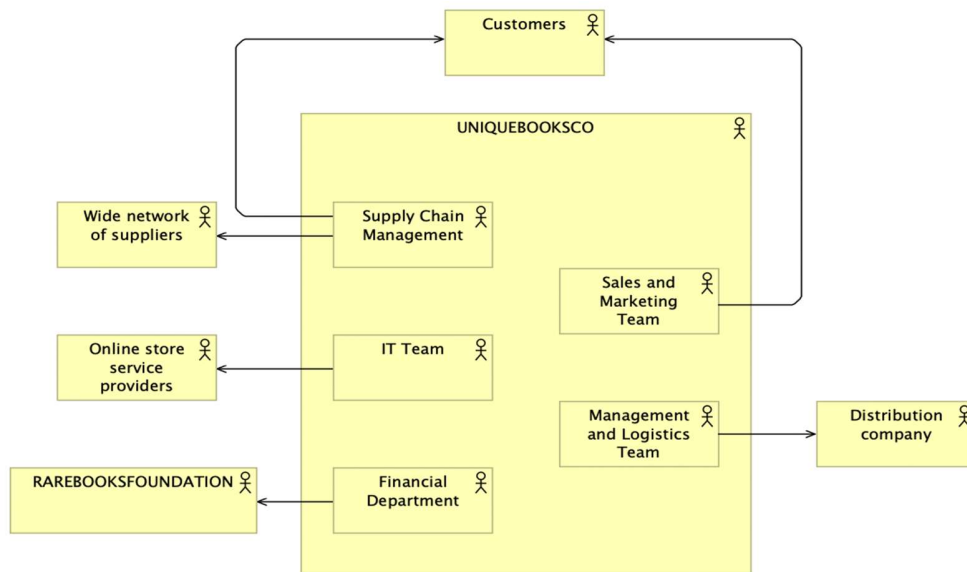 Customers
UNIQUEBOOKSCO
Wide network
of suppliers
Supply Chain
Management
Sales and
Marketing
Team
Online store
service
providers
IT Team
Management
and Logistics
Team
Distribution
company
RAREBOOKSFOUNDATION
Financial
Department